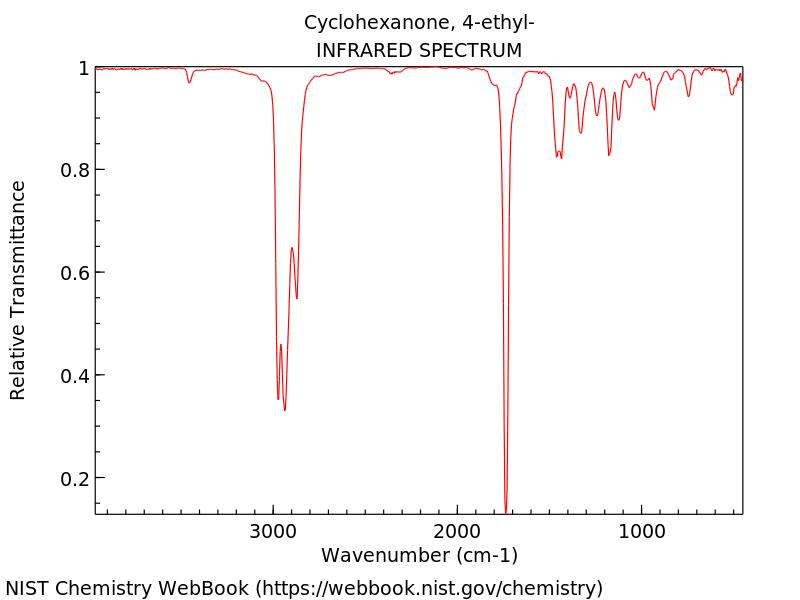 Cyclohexanone, 4-ethyl-
INFRARED SPECTRUM
1
0.8
0.6
0.4
0.2
Relative Transmittance
3000 2000 1000
Wavenumber (cm-1)
NIST Chemistry WebBook (https://webbook.nist.gov/chemistry)